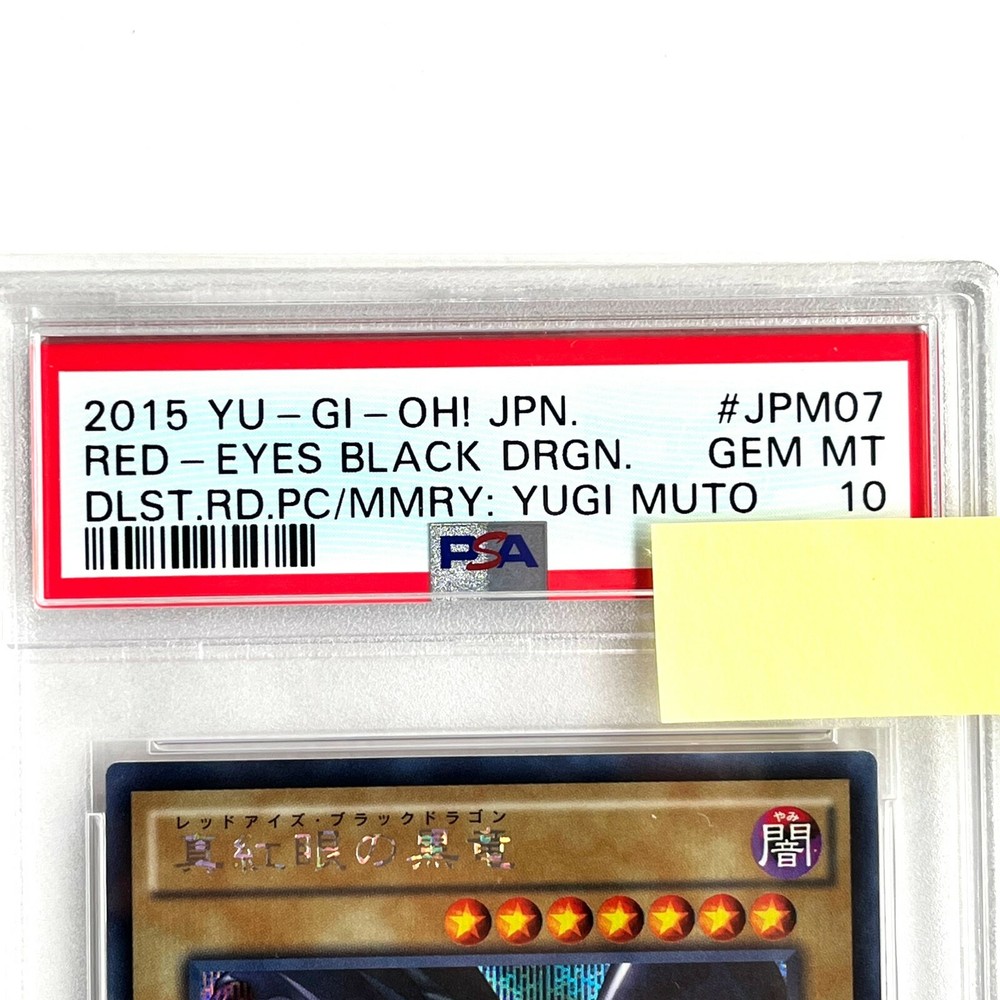 2015 YU-GI-OH! JPN. #JPM07
RED-EYES BLACK DRGN. GEM MT
DLST.RD.PC/MMRY: YUGI MUTO 10
PSA
レッドアイズ・ブラックドラゴン
真紅眼の黒竜
やみ
闇